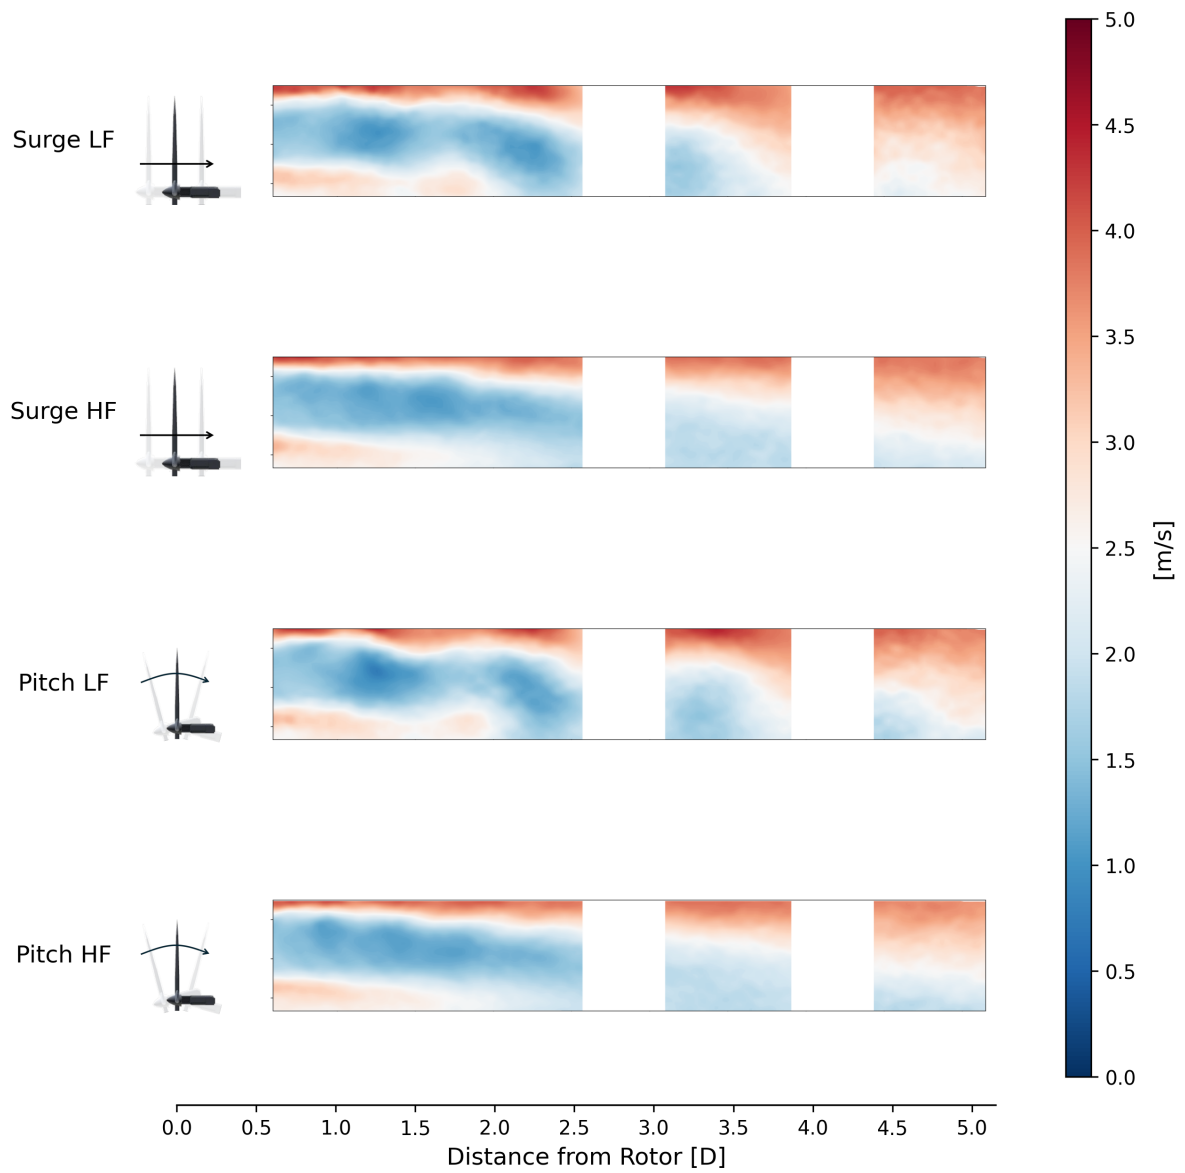 Surge LF
Surge HF
Pitch LF
Pitch HF
0.0 0.5 1.0 1.5 2.0 2.5 3.0 3.5 4.0 4.5 5.0
Distance from Rotor [D]
5.0
4.5
4.0
3.5
3.0
2.5
2.0
1.5
1.0
0.5
0.0
[m/s]